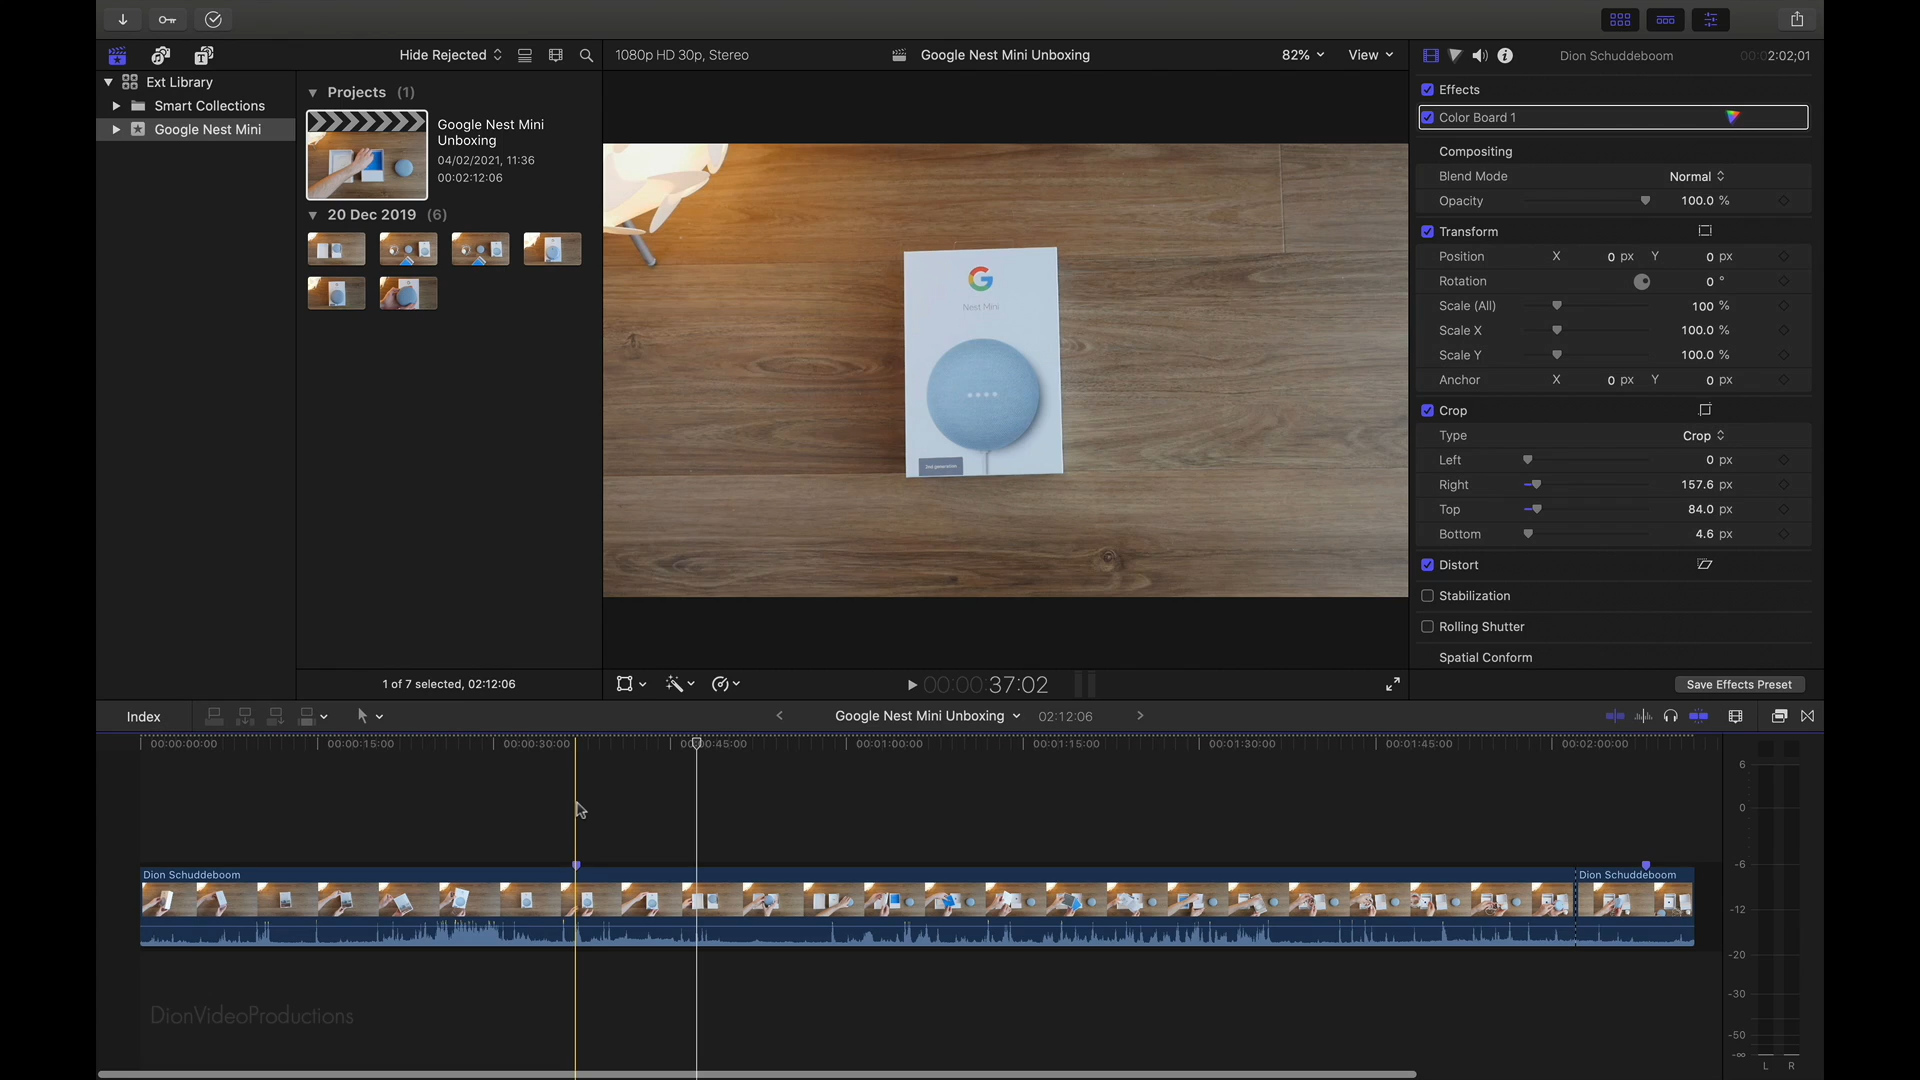 Hide Rejected
1080p HD 30p, Stereo
Google Nest Mini Unboxing
82%
View
Dion Schuddeboom
00:02:02;01
Ext Library
Smart Collections
Google Nest Mini
Projects (1)
Google Nest Mini
Unboxing
04/02/2021, 11:36
00:02:12:06
20 Dec 2019 (6)
G
Nest Mini
2nd generation
Effects
Color Board 1
Compositing
Blend Mode Normal
Opacity 100.0 %
Transform
Position X 0 px Y 0 px
Rotation 0 °
Scale (All) 100 %
Scale X 100.0 %
Scale Y 100.0 %
Anchor X 0 px Y 0 px
Crop
Type Crop
Left 0 px
Right 157.6 px
Top 84.0 px
Bottom 4.6 px
Distort
Stabilization
Rolling Shutter
Spatial Conform
1 of 7 selected, 02:12:06
00:00:37:02
Save Effects Preset
Index
Google Nest Mini Unboxing
02:12:06
00:00:00:00
00:00:15:00
00:00:30:00
00:00:45:00
00:01:00:00
00:01:15:00
00:01:30:00
00:01:45:00
00:02:00:00
6
0
-6
-12
-20
-30
-50
-∞
L R
Dion Schuddeboom
Dion Schuddeboom
DionVideoProductions